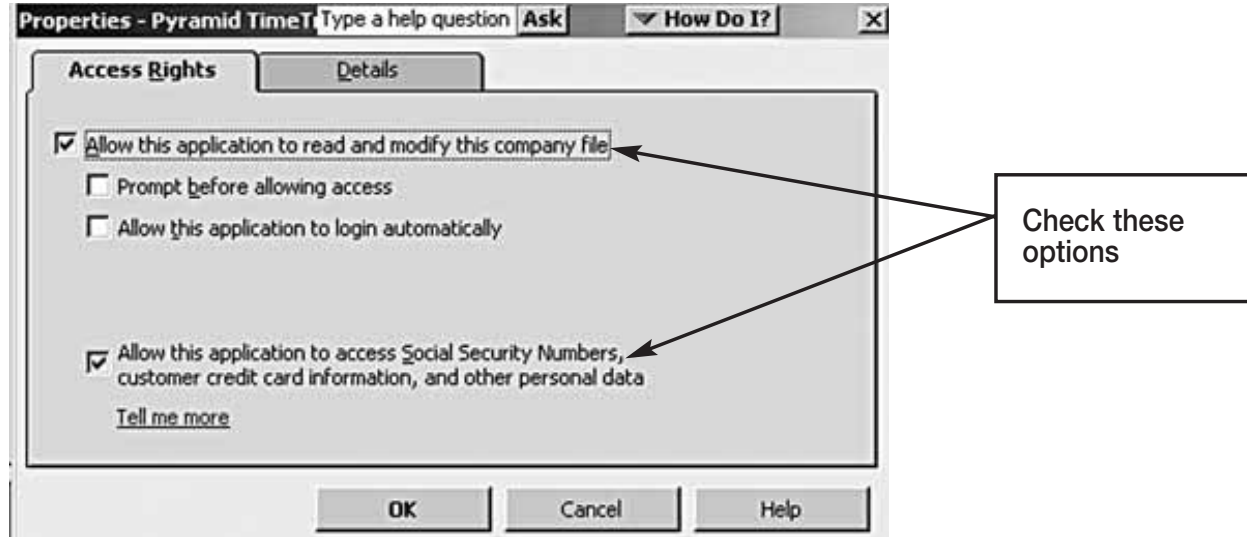 Properties - Pyramid TimeT Type a help question Ask How Do I?
Access Rights Details
Allow this application to read and modify this company file
Prompt before allowing access
Allow this application to login automatically
Check these
options
Allow this application to access Social Security Numbers,
customer credit card information, and other personal data
Tell me more
OK Cancel Help